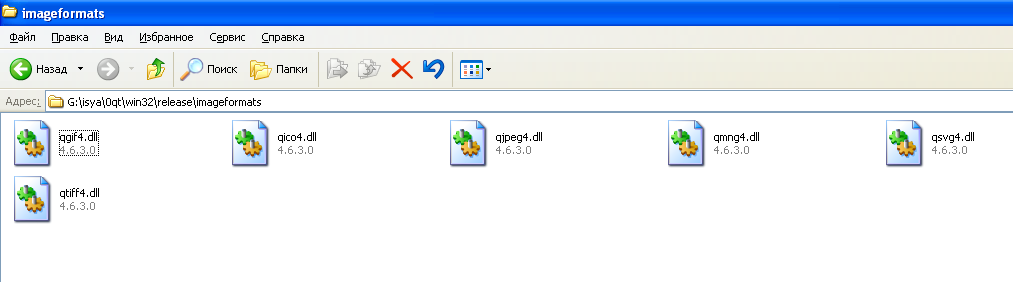 imageformats
Файл Правка Вид Избранное Сервис Справка
Назад Поиск Папки
Адрес: G:\isya\0qt\win32\release\imageformats
qgif4.dll qico4.dll qjpeg4.dll qmng4.dll qsvg4.dll
4.6.3.0 4.6.3.0 4.6.3.0 4.6.3.0 4.6.3.0
qtiff4.dll
4.6.3.0